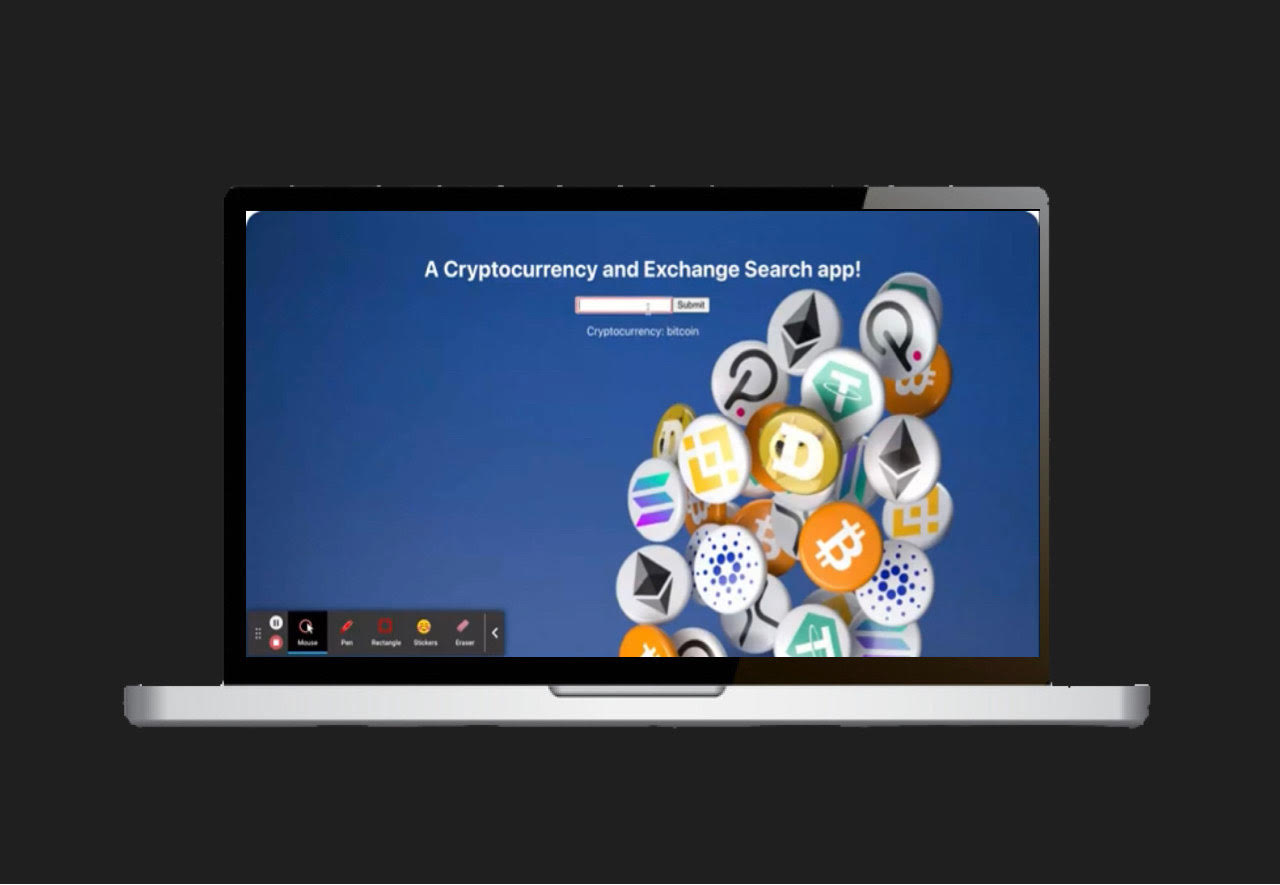 A Cryptocurrency and Exchange Search app!
Submit
Cryptocurrency: bitcoin
Mouse
Pen
Rectangle
Stickers
Eraser